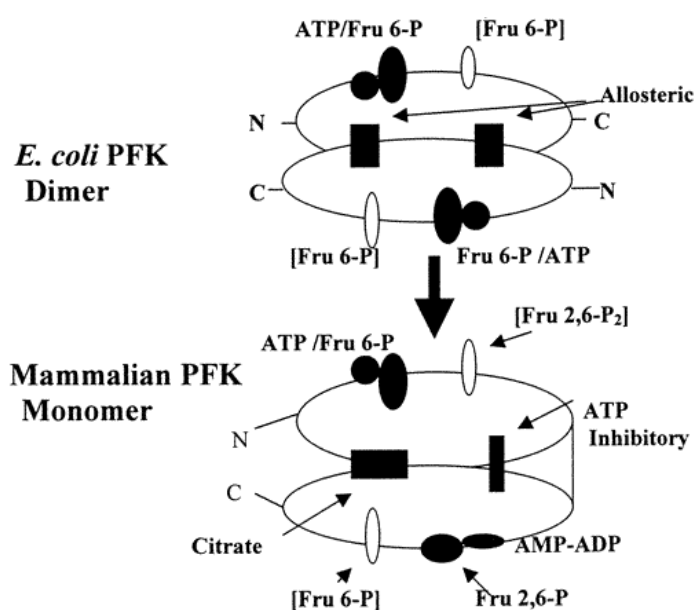 ATP/Fru 6-P
[Fru 6-P]
Allosteric
N
C
E. coli PFK
Dimer
C
N
[Fru 6-P]
Fru 6-P /ATP
[Fru 2,6-P₂]
ATP /Fru 6-P
Mammalian PFK
Monomer
ATP
Inhibitory
N
C
Citrate
AMP-ADP
[Fru 6-P]
Fru 2,6-P